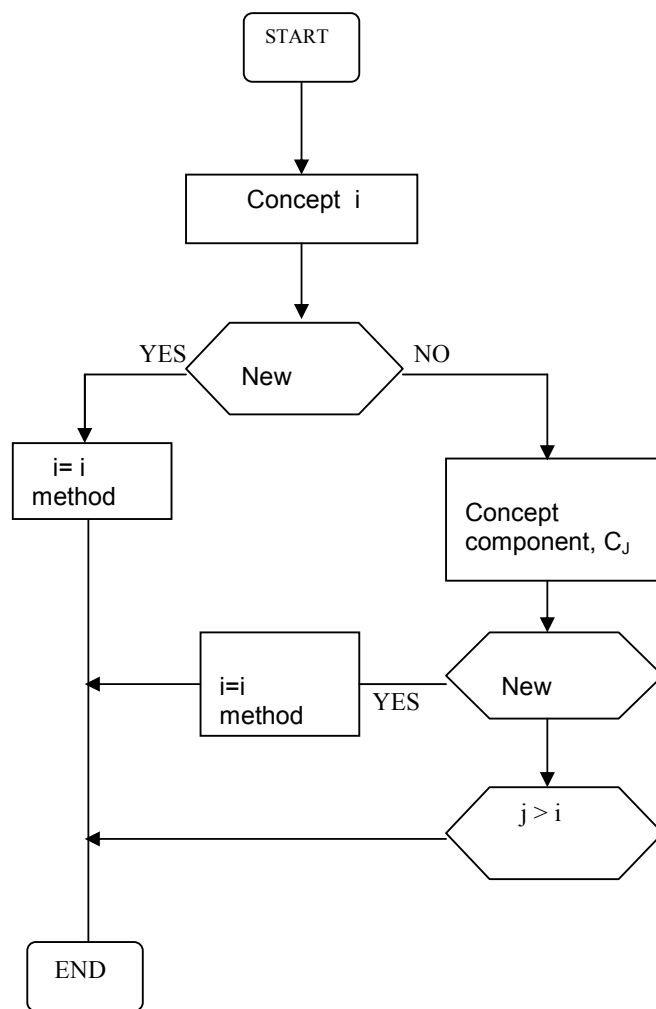 START
Concept i
YES
NO
New
i= i
method
Concept
component, CJ
i=i
method
YES
New
j > i
END